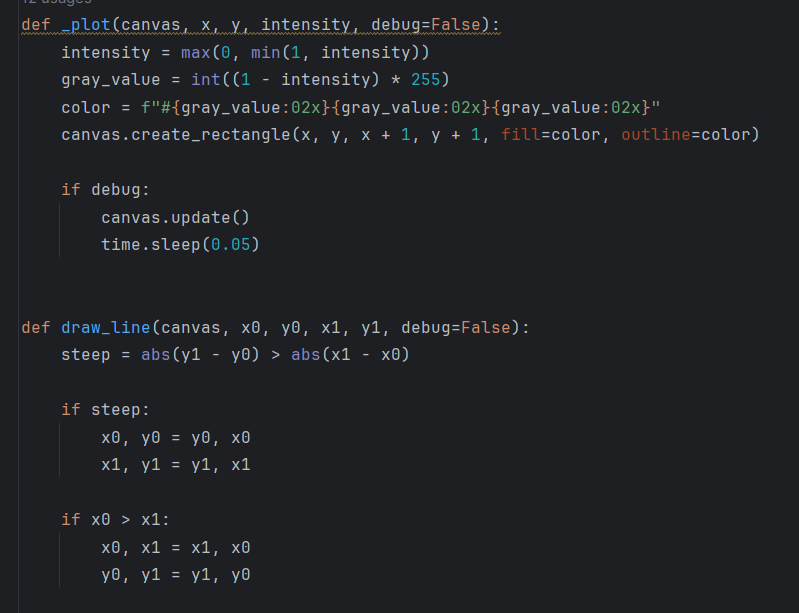 12 usages
def _plot(canvas, x, y, intensity, debug=False):
    intensity = max(0, min(1, intensity))
    gray_value = int((1 - intensity) * 255)
    color = f"#{gray_value:02x}{gray_value:02x}{gray_value:02x}"
    canvas.create_rectangle(x, y, x + 1, y + 1, fill=color, outline=color)
    if debug:
        canvas.update()
        time.sleep(0.05)
def draw_line(canvas, x0, y0, x1, y1, debug=False):
    steep = abs(y1 - y0) > abs(x1 - x0)
    if steep:
        x0, y0 = y0, x0
        x1, y1 = y1, x1
    if x0 > x1:
        x0, x1 = x1, x0
        y0, y1 = y1, y0